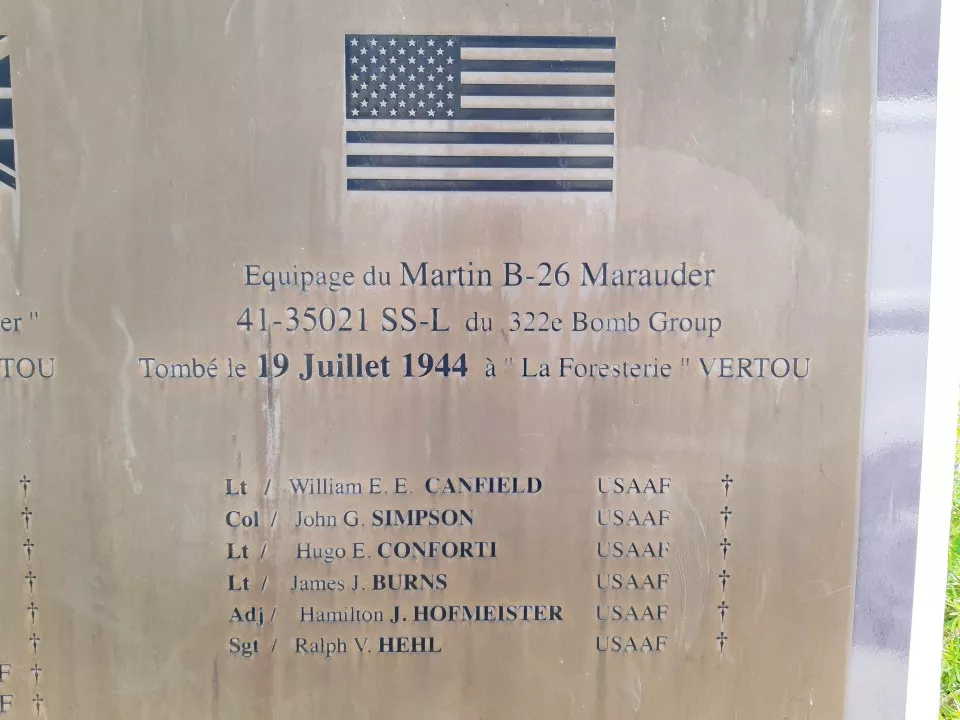 Equipage du Martin B-26 Marauder
er " 41-35021 SS-L du 322e Bomb Group
TOU Tombé le 19 Juillet 1944 à " La Foresterie " VERTOU
† Lt / William E. E. CANFIELD USAAF †
† Col / John G. SIMPSON USAAF †
† Lt / Hugo E. CONFORTI USAAF †
† Lt / James J. BURNS USAAF †
† Adj / Hamilton J. HOFMEISTER USAAF †
† Sgt / Ralph V. HEHL USAAF †
F †
F †